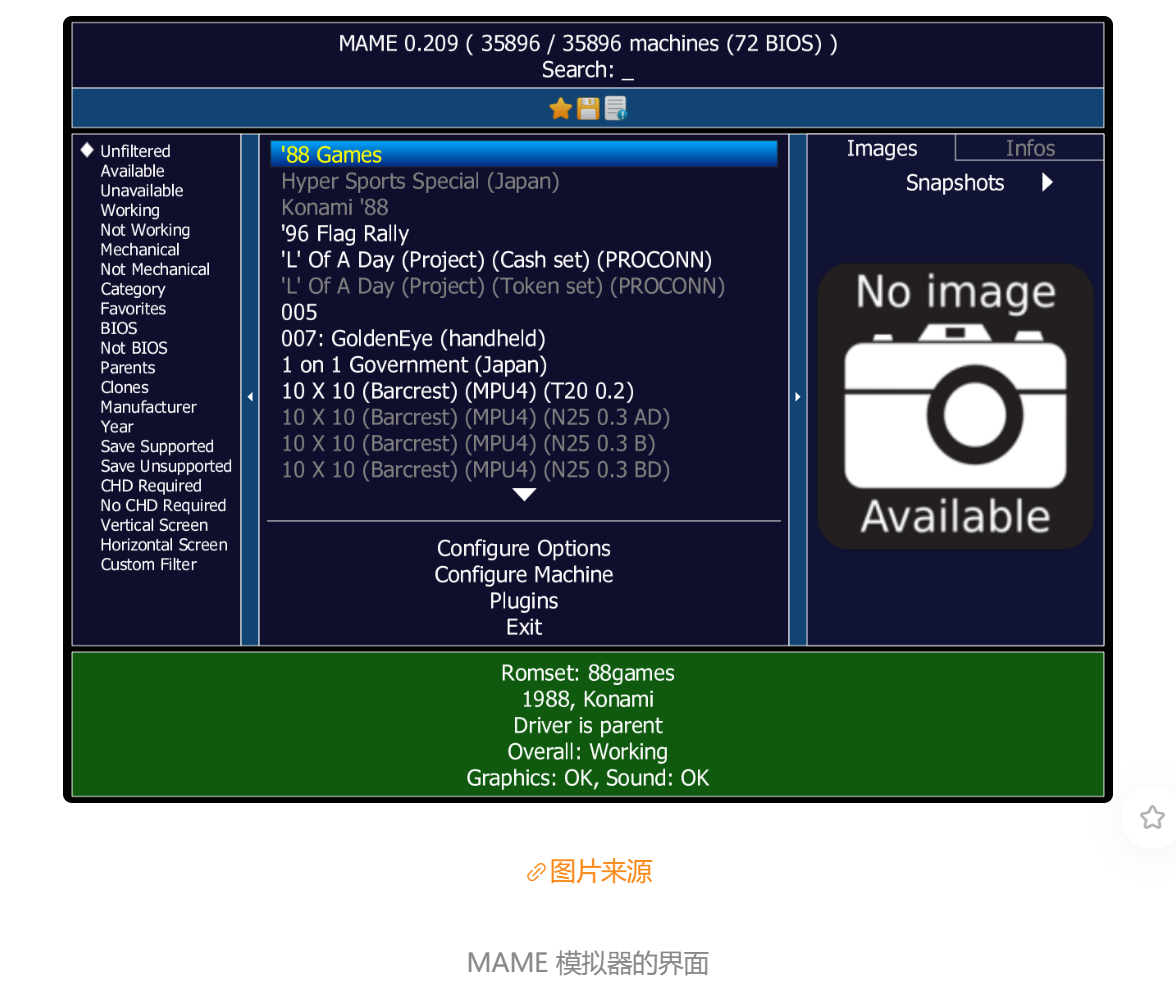 MAME 0.209 ( 35896 / 35896 machines (72 BIOS) )
Search: _
Unfiltered
Available
Unavailable
Working
Not Working
Mechanical
Not Mechanical
Category
Favorites
BIOS
Not BIOS
Parents
Clones
Manufacturer
Year
Save Supported
Save Unsupported
CHD Required
No CHD Required
Vertical Screen
Horizontal Screen
Custom Filter
'88 Games
Hyper Sports Special (Japan)
Konami '88
'96 Flag Rally
'L' Of A Day (Project) (Cash set) (PROCONN)
'L' Of A Day (Project) (Token set) (PROCONN)
005
007: GoldenEye (handheld)
1 on 1 Government (Japan)
10 X 10 (Barcrest) (MPU4) (T20 0.2)
10 X 10 (Barcrest) (MPU4) (N25 0.3 AD)
10 X 10 (Barcrest) (MPU4) (N25 0.3 B)
10 X 10 (Barcrest) (MPU4) (N25 0.3 BD)
Configure Options
Configure Machine
Plugins
Exit
Images Infos
Snapshots
No image
Available
Romset: 88games
1988, Konami
Driver is parent
Overall: Working
Graphics: OK, Sound: OK
图片来源
MAME 模拟器的界面